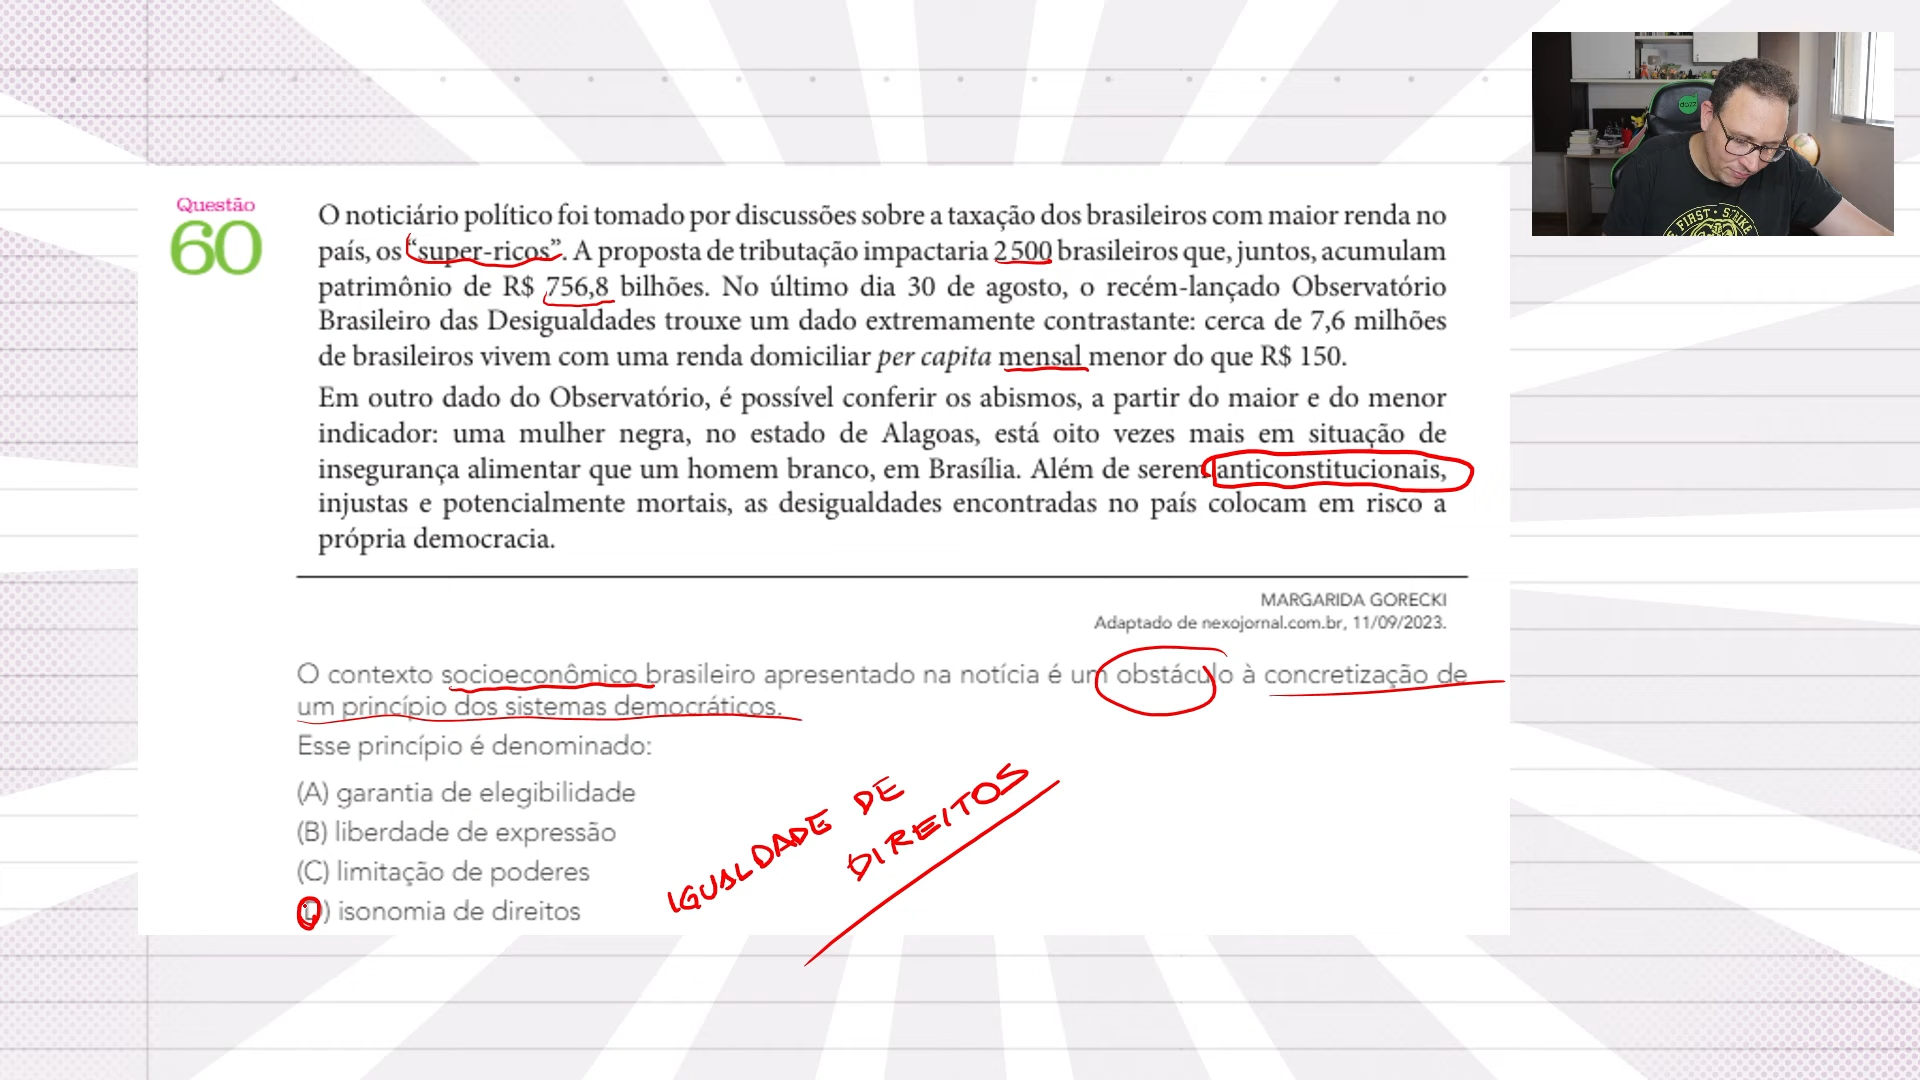 Questão
60
O noticiário político foi tomado por discussões sobre a taxação dos brasileiros com maior renda no
país, os “super-ricos”. A proposta de tributação impactaria 2500 brasileiros que, juntos, acumulam
patrimônio de R$ 756,8 bilhões. No último dia 30 de agosto, o recém-lançado Observatório
Brasileiro das Desigualdades trouxe um dado extremamente contrastante: cerca de 7,6 milhões
de brasileiros vivem com uma renda domiciliar per capita mensal menor do que R$ 150.
Em outro dado do Observatório, é possível conferir os abismos, a partir do maior e do menor
indicador: uma mulher negra, no estado de Alagoas, está oito vezes mais em situação de
insegurança alimentar que um homem branco, em Brasília. Além de serem anticonstitucionais,
injustas e potencialmente mortais, as desigualdades encontradas no país colocam em risco a
própria democracia.
MARGARIDA GORECKI
Adaptado de nexojornal.com.br, 11/09/2023.
O contexto socioeconômico brasileiro apresentado na notícia é um obstáculo à concretização de
um princípio dos sistemas democráticos.
Esse princípio é denominado:
(A) garantia de elegibilidade
(B) liberdade de expressão
(C) limitação de poderes
(D) isonomia de direitos
IGUALDADE DE
DIREITOS
dazz
FIRST · STRIKE